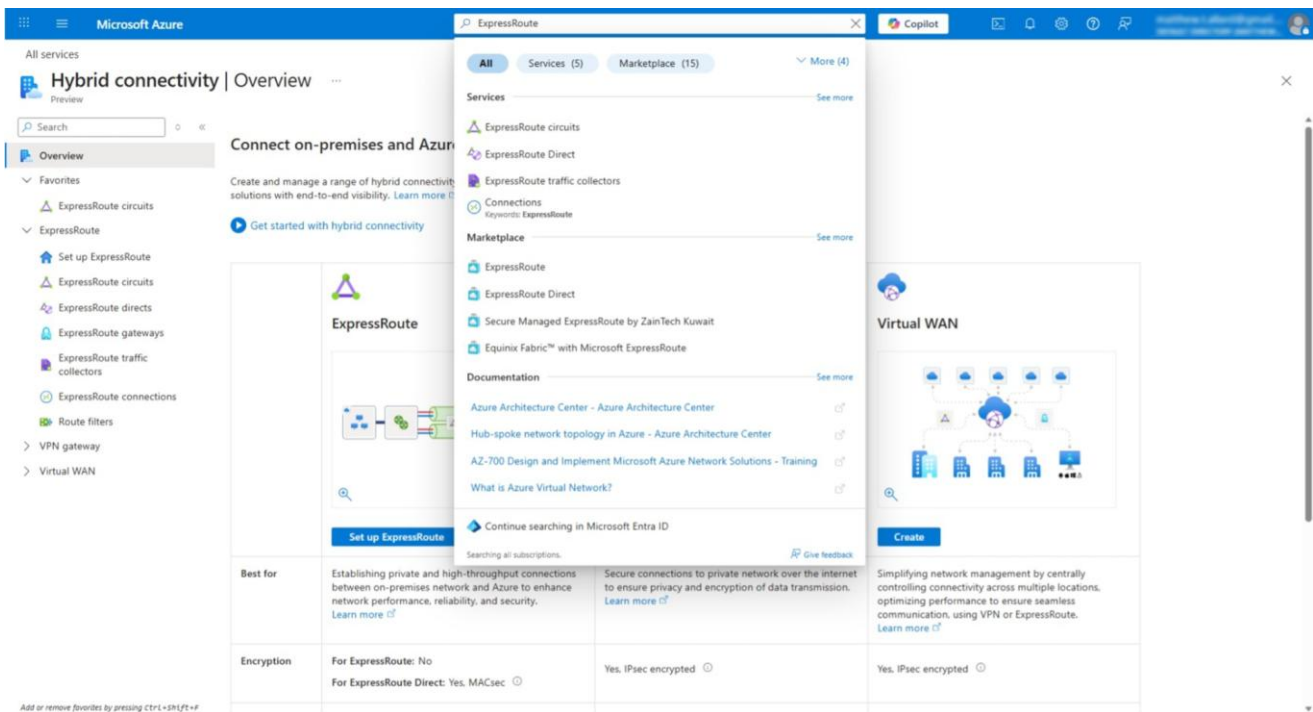 Microsoft Azure
ExpressRoute
Copilot
All services
Hybrid connectivity | Overview
Preview
Search
Overview
Favorites
ExpressRoute circuits
ExpressRoute
Set up ExpressRoute
ExpressRoute circuits
ExpressRoute directs
ExpressRoute gateways
ExpressRoute traffic
collectors
ExpressRoute connections
Route filters
VPN gateway
Virtual WAN
Add or remove favorites by pressing Ctrl+Shift+F
Connect on-premises and Azur
Create and manage a range of hybrid connectivity
solutions with end-to-end visibility. Learn more
Get started with hybrid connectivity
All
Services (5)
Marketplace (15)
More (4)
Services
See more
ExpressRoute circuits
ExpressRoute Direct
ExpressRoute traffic collectors
Connections
Keywords: ExpressRoute
Marketplace
See more
ExpressRoute
ExpressRoute Direct
Secure Managed ExpressRoute by ZainTech Kuwait
Equinix Fabric™ with Microsoft ExpressRoute
Documentation
See more
Azure Architecture Center - Azure Architecture Center
Hub-spoke network topology in Azure - Azure Architecture Center
AZ-700 Design and Implement Microsoft Azure Network Solutions - Training
What is Azure Virtual Network?
Continue searching in Microsoft Entra ID
Searching all subscriptions.
Give feedback
ExpressRoute
Set up ExpressRoute
Virtual WAN
Create
Best for
Establishing private and high-throughput connections
between on-premises network and Azure to enhance
network performance, reliability, and security.
Learn more
Secure connections to private network over the internet
to ensure privacy and encryption of data transmission.
Learn more
Simplifying network management by centrally
controlling connectivity across multiple locations,
optimizing performance to ensure seamless
communication, using VPN or ExpressRoute.
Learn more
Encryption
For ExpressRoute: No
For ExpressRoute Direct: Yes, MACsec
Yes, IPsec encrypted
Yes, IPsec encrypted